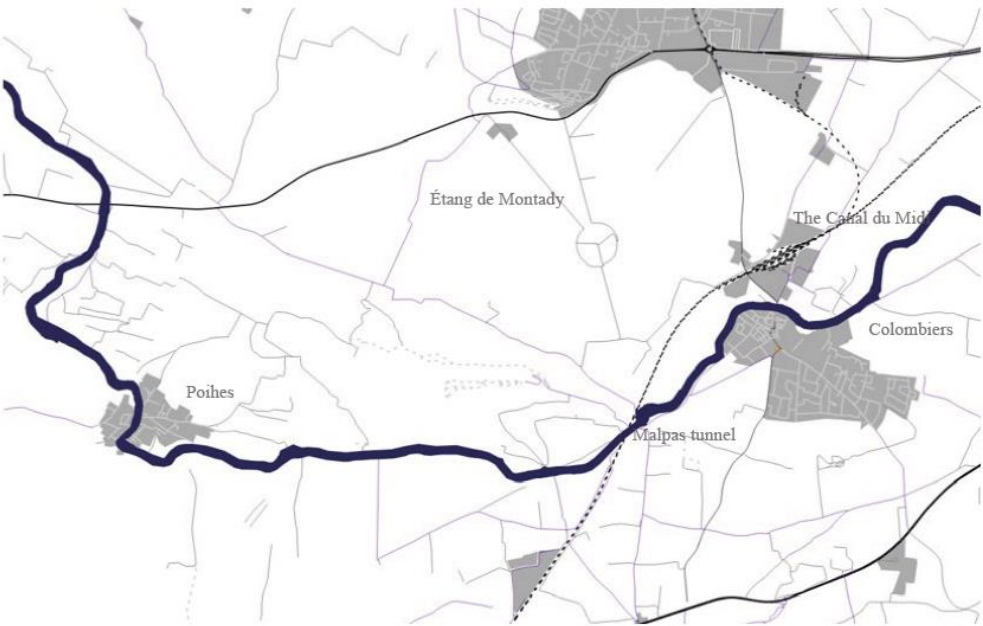 Étang de Montady
The Canal du Midi
Colombiers
Poihes
Malpas tunnel